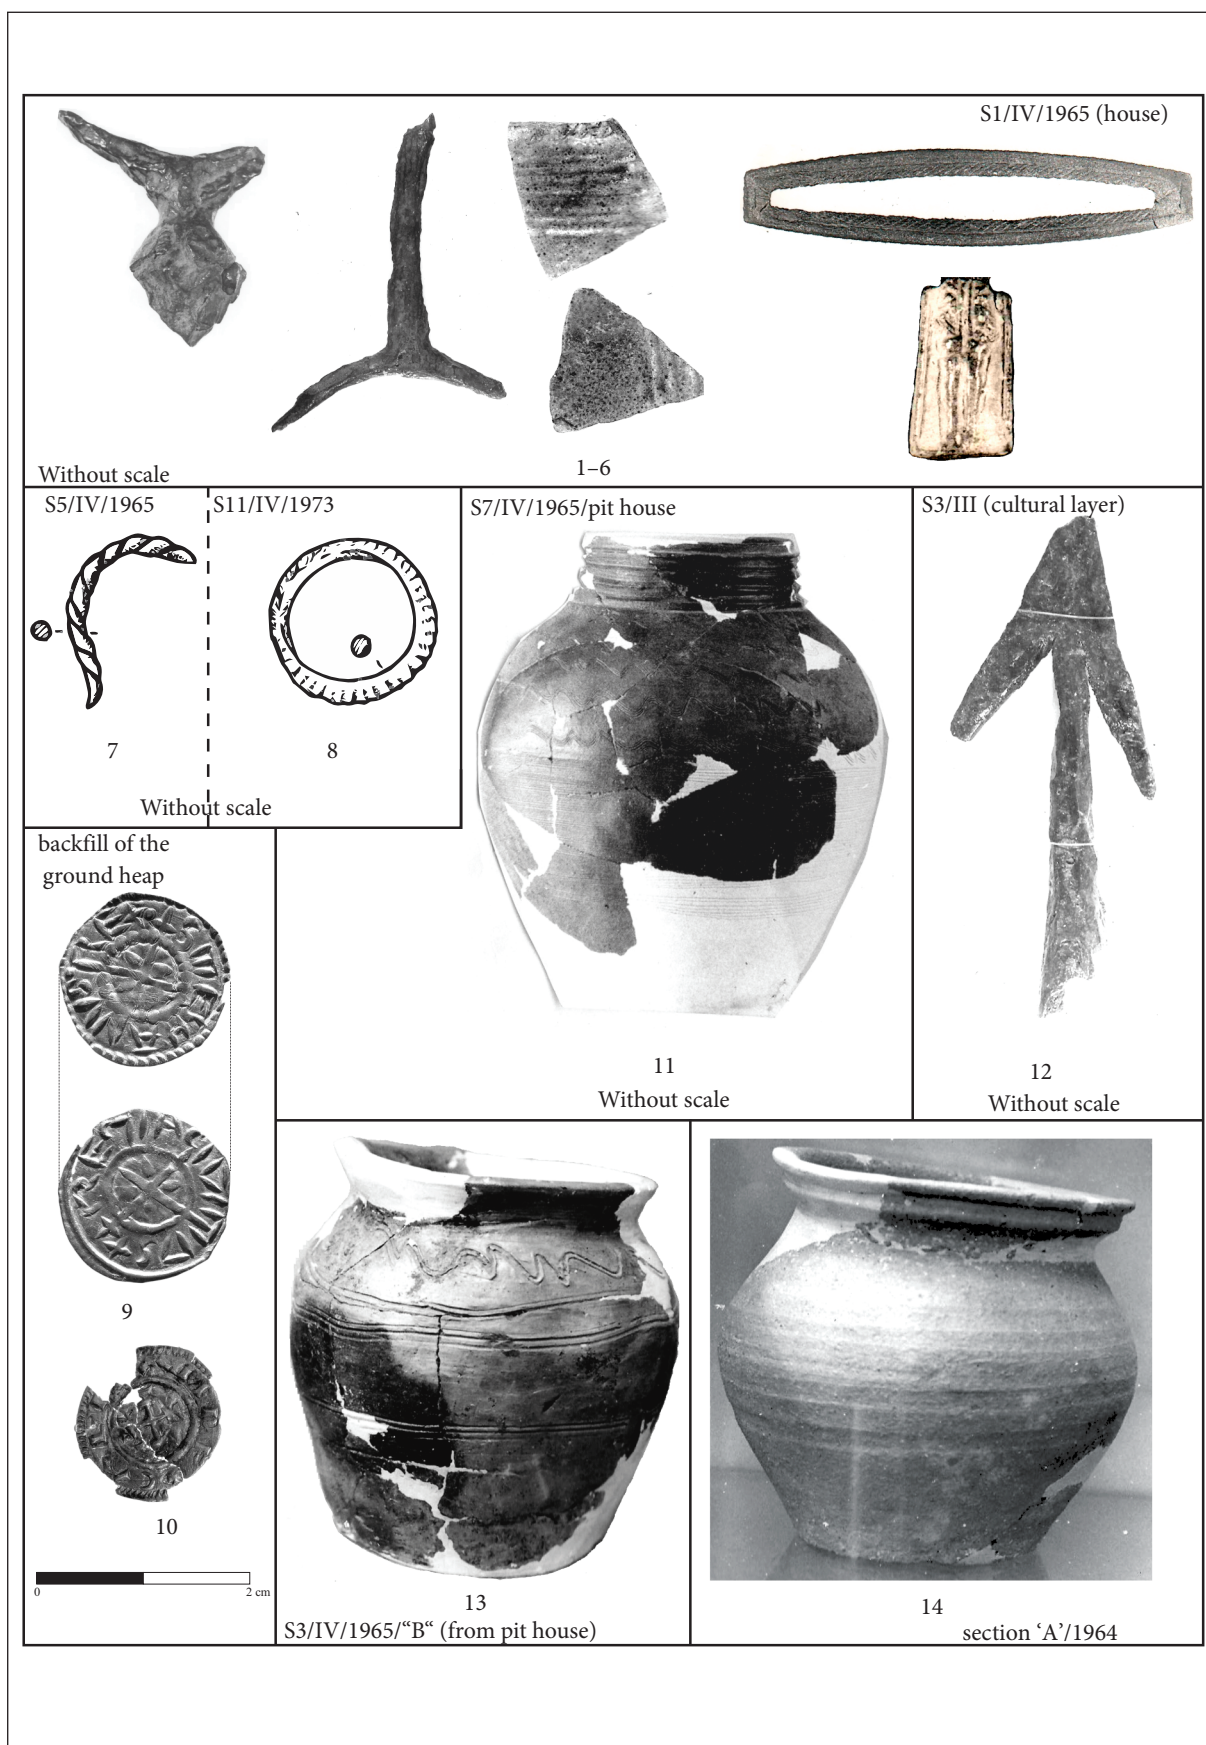 S1/IV/1965 (house)
Without scale
1–6
S5/IV/1965
S11/IV/1973
7
8
Without scale
S7/IV/1965/pit house
11
Without scale
S3/III (cultural layer)
12
Without scale
backfill of the
ground heap
9
10
0
2 cm
13
S3/IV/1965/“B“ (from pit house)
14
section ‘A’/1964